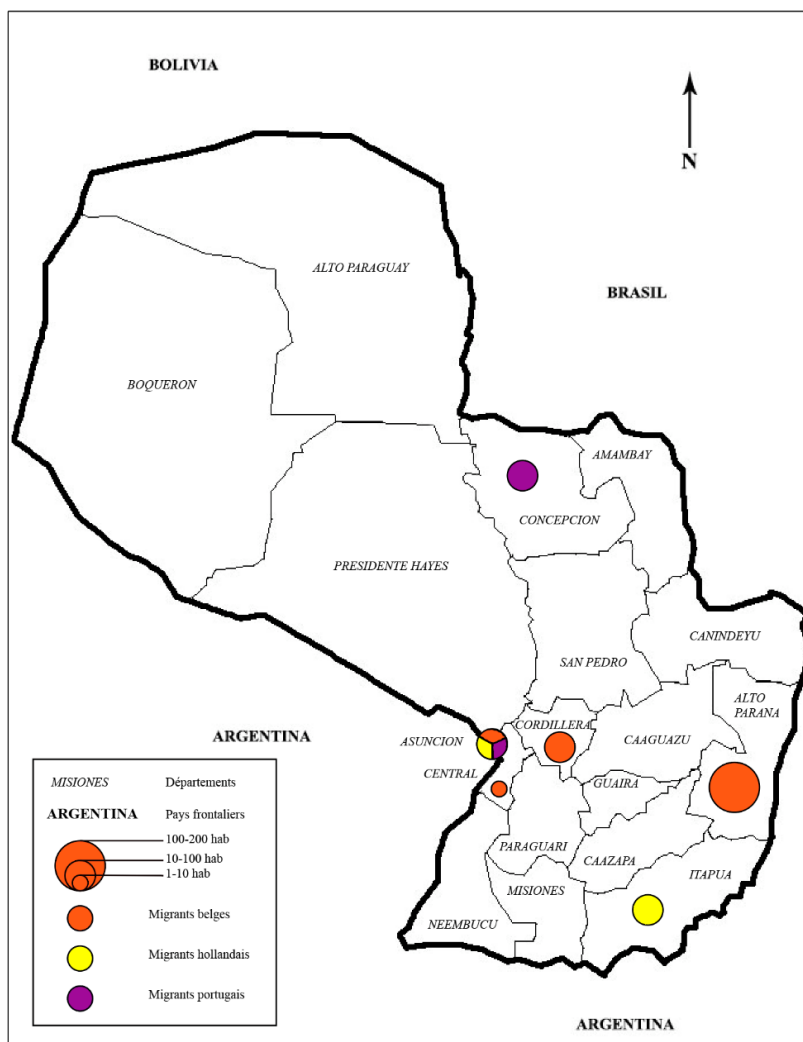 BOLIVIA
N
ALTO PARAGUAY
BRASIL
BOQUERON
AMAMBAY
CONCEPCION
PRESIDENTE HAYES
CANINDEYU
SAN PEDRO
ALTO
PARANA
CORDILLERA
ARGENTINA
ASUNCION
CAAGUAZU
CENTRAL
GUAIRA
PARAGUARI
CAAZAPA
ITAPUA
MISIONES
NEEMBUCU
ARGENTINA
MISIONES Départements
ARGENTINA Pays frontaliers
100-200 hab
10-100 hab
1-10 hab
Migrants belges
Migrants hollandais
Migrants portugais